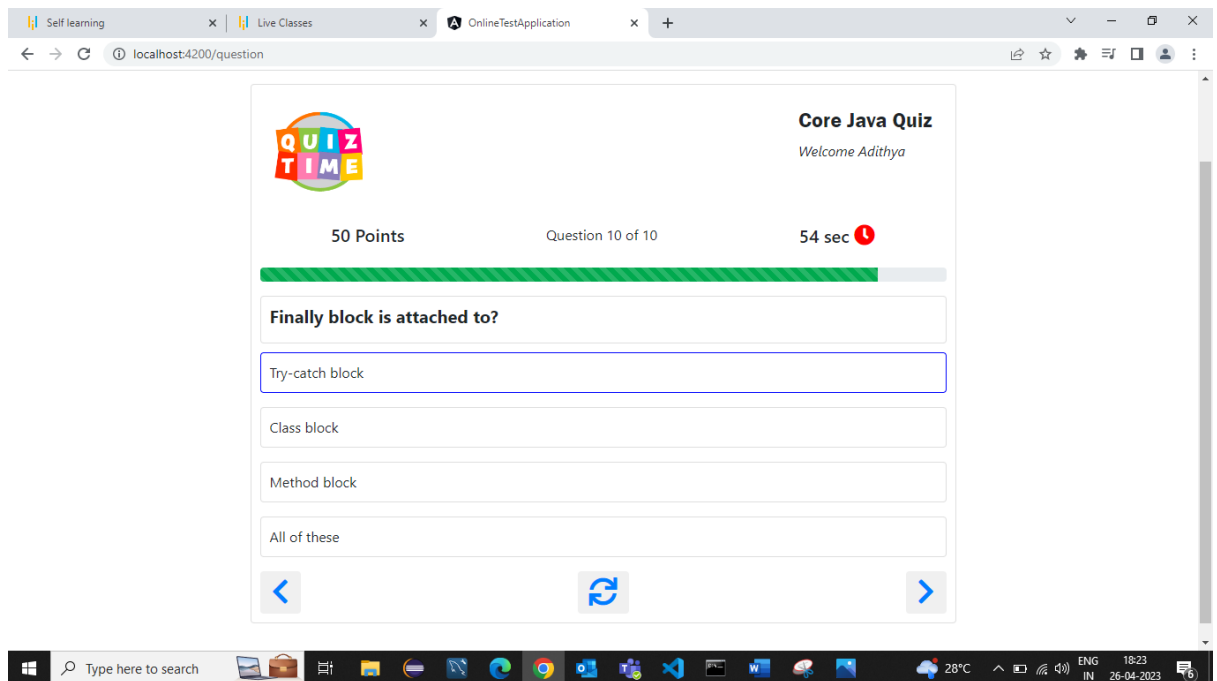 Self learning
Live Classes
OnlineTestApplication
localhost:4200/question
QUIZ
TIME
Core Java Quiz
Welcome Adithya
50 Points
Question 10 of 10
54 sec
Finally block is attached to?
Try-catch block
Class block
Method block
All of these
Type here to search
28°C
ENG
IN
18:23
26-04-2023
6